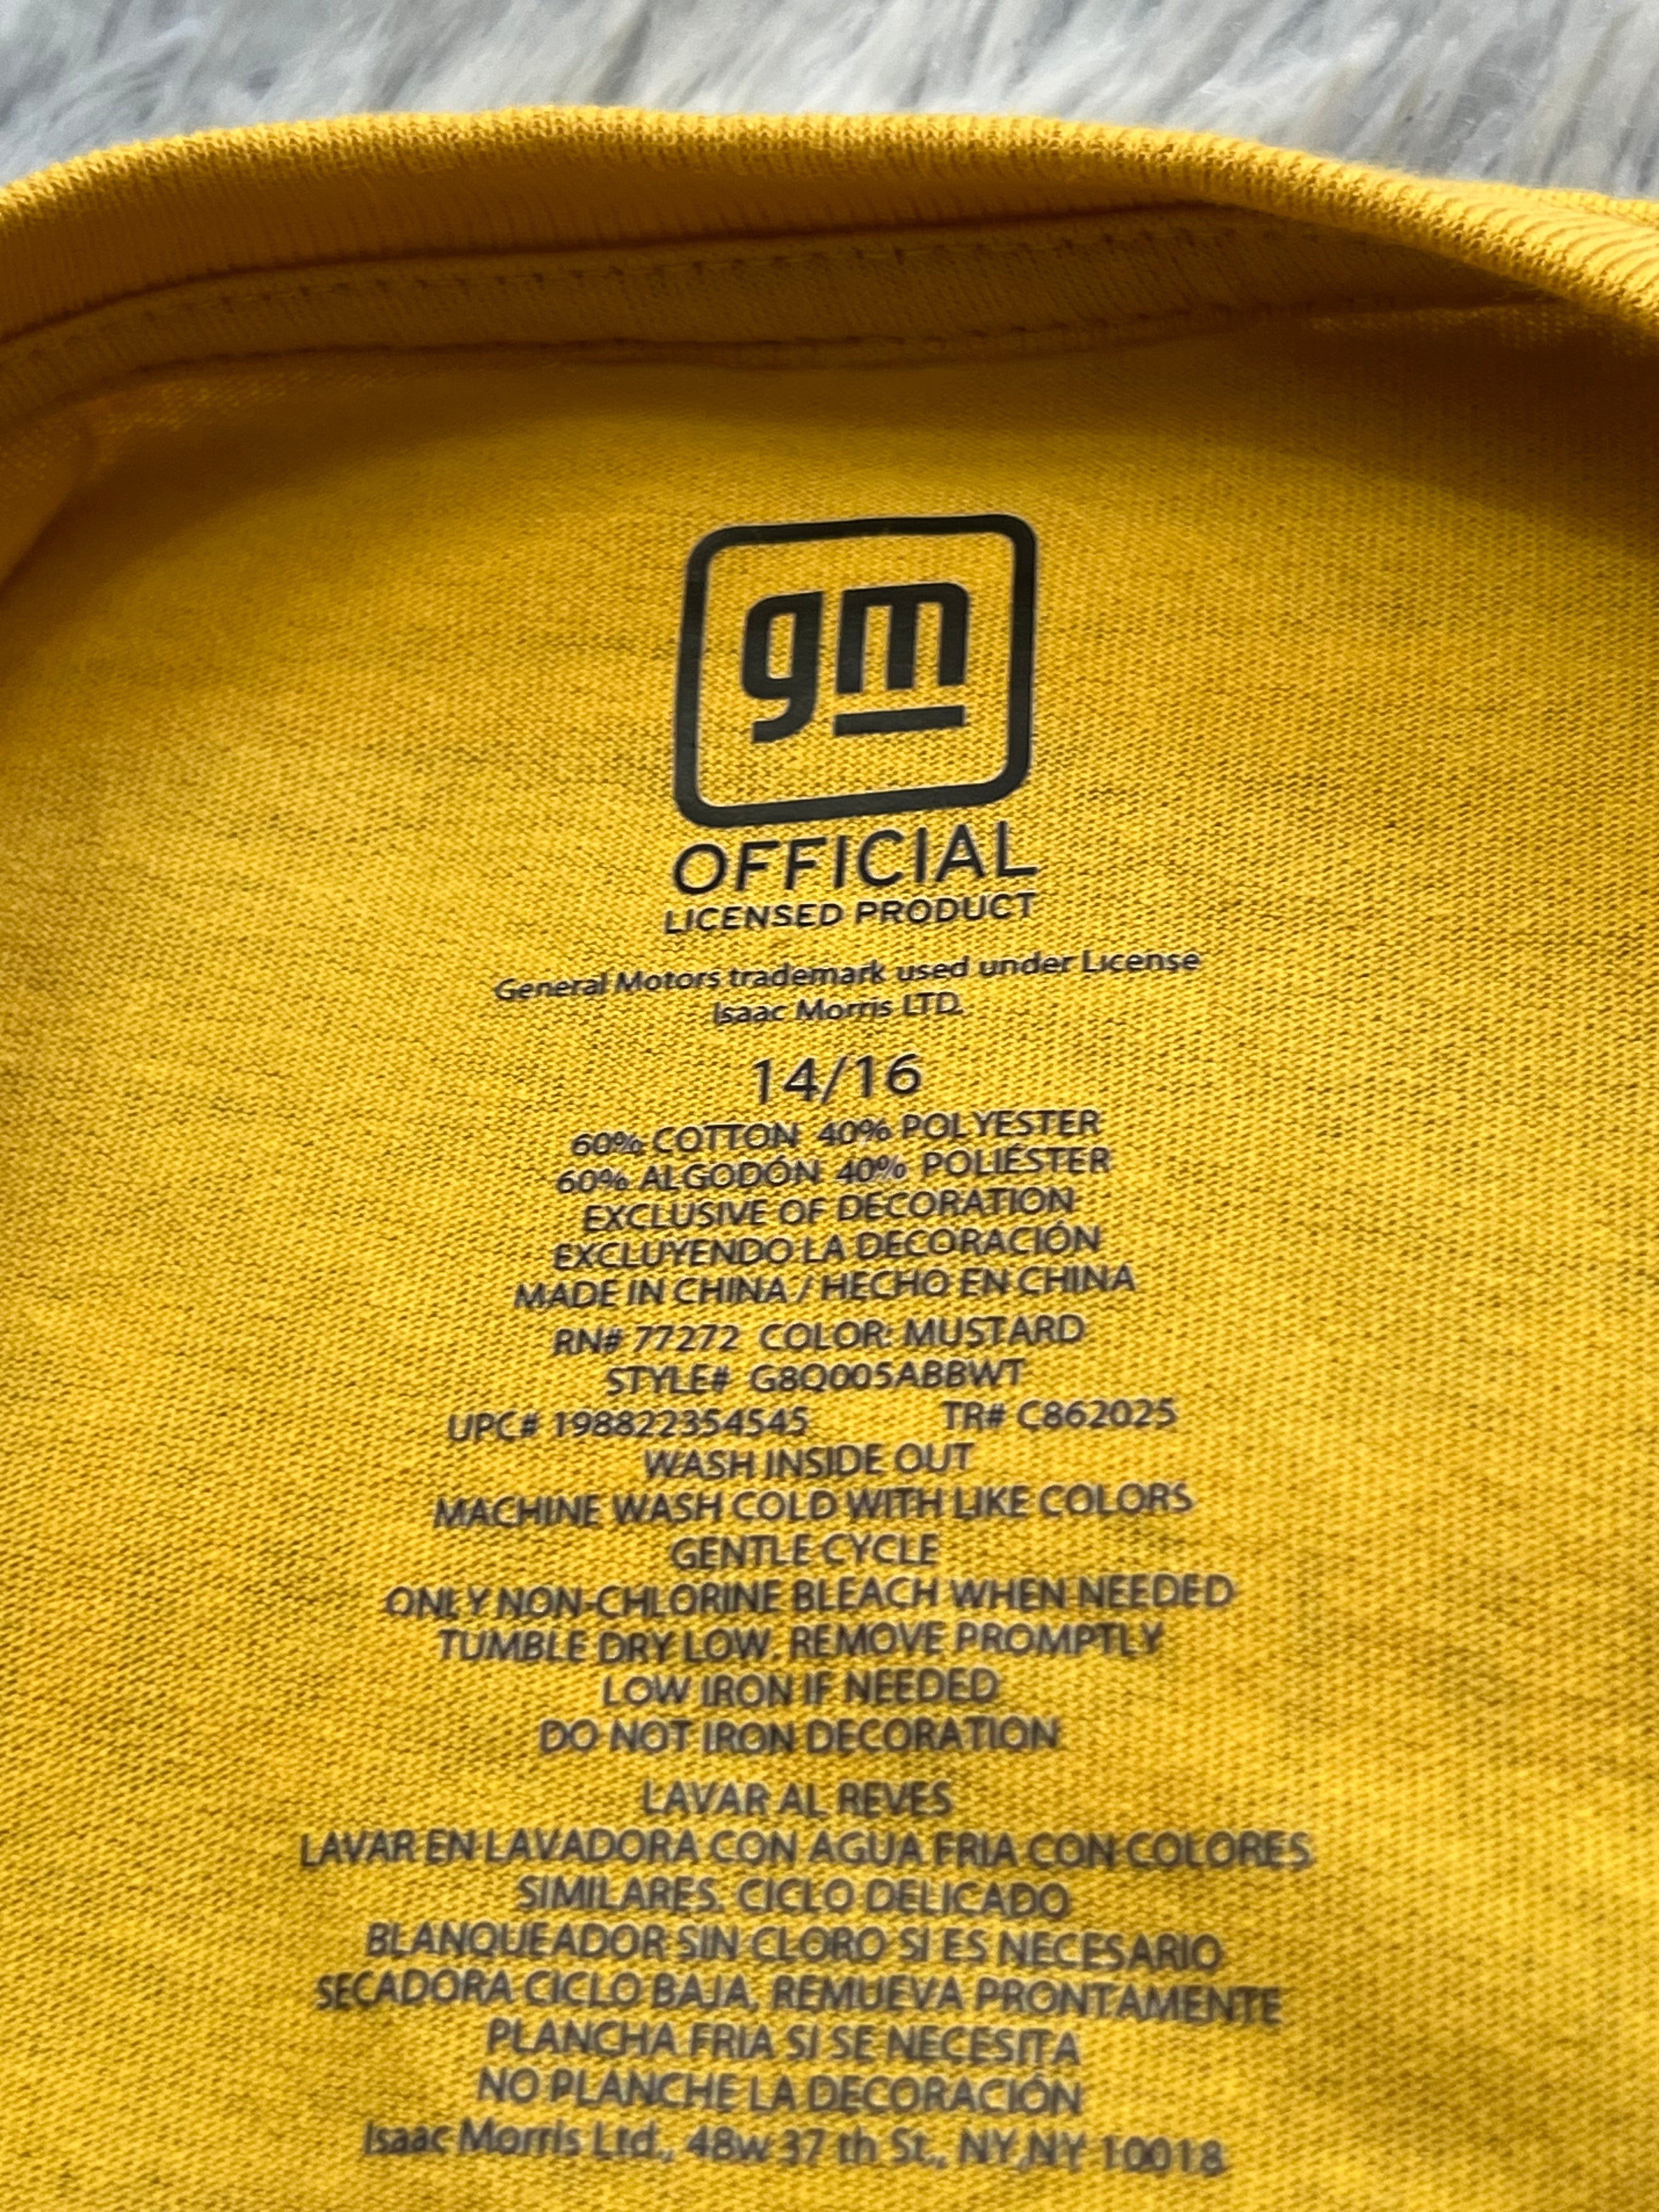 gm
OFFICIAL
LICENSED PRODUCT
General Motors trademark used under License
Isaac Morris LTD.
14/16
60% COTTON 40% POLYESTER
60% ALGODÓN 40% POLIÉSTER
EXCLUSIVE OF DECORATION
EXCLUYENDO LA DECORACIÓN
MADE IN CHINA / HECHO EN CHINA
RN# 77272 COLOR: MUSTARD
STYLE# G8Q005ABBWT
UPC# 198822354545 TR# C862025
WASH INSIDE OUT
MACHINE WASH COLD WITH LIKE COLORS
GENTLE CYCLE
ONLY NON-CHLORINE BLEACH WHEN NEEDED
TUMBLE DRY LOW, REMOVE PROMPTLY
LOW IRON IF NEEDED
DO NOT IRON DECORATION
LAVAR AL REVES
LAVAR EN LAVADORA CON AGUA FRIA CON COLORES
SIMILARES. CICLO DELICADO
BLANQUEADOR SIN CLORO SI ES NECESARIO
SECADORA CICLO BAJA, REMUEVA PRONTAMENTE
PLANCHA FRIA SI SE NECESITA
NO PLANCHE LA DECORACIÓN
Isaac Morris Ltd., 48w 37 th St., NY,NY 10018